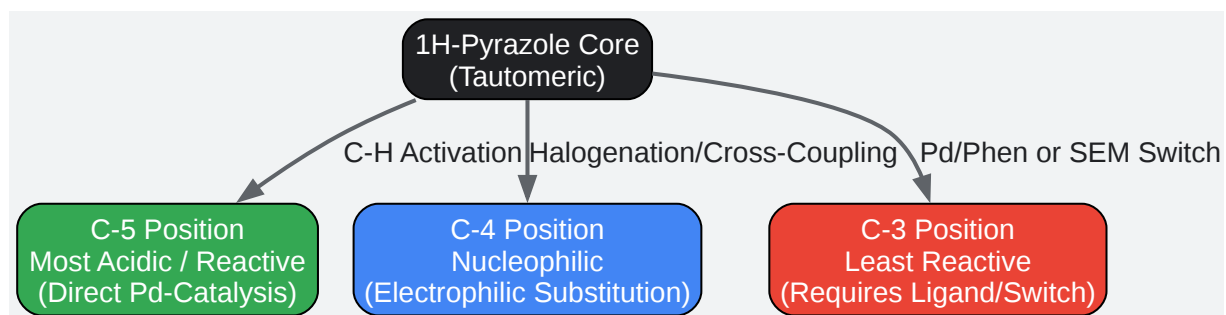 1H-Pyrazole Core
(Tautomeric)
C-H Activation
Halogenation/Cross-Coupling
Pd/Phen or SEM Switch
C-5 Position
Most Acidic / Reactive
(Direct Pd-Catalysis)
C-4 Position
Nucleophilic
(Electrophilic Substitution)
C-3 Position
Least Reactive
(Requires Ligand/Switch)